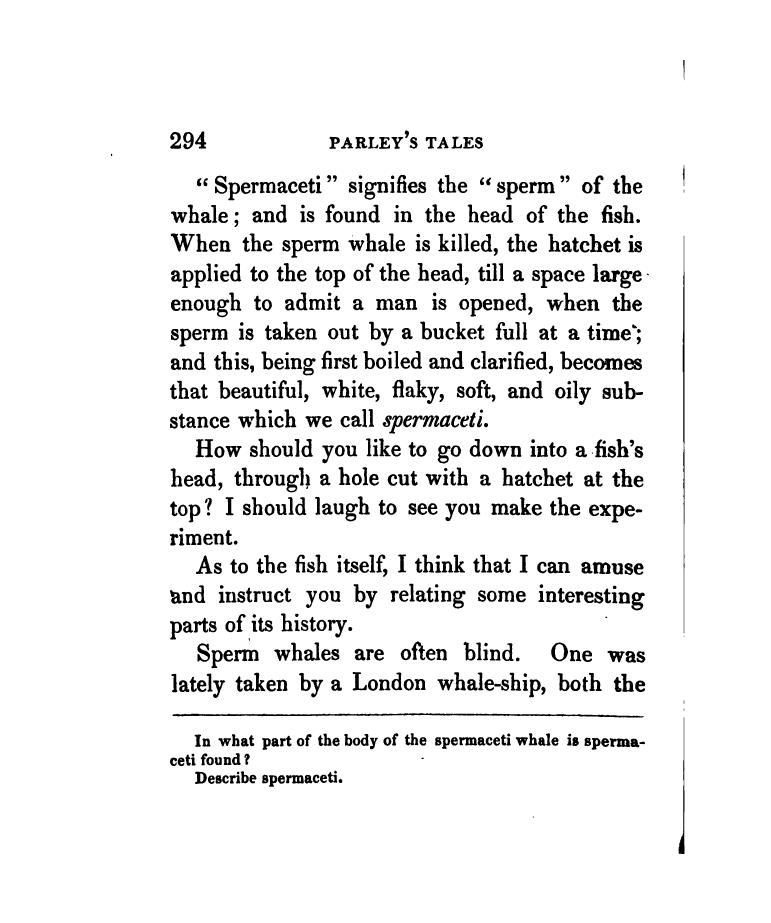 294 PARLEY'S TALES
“Spermaceti” signifies the “sperm” of the
whale; and is found in the head of the fish.
When the sperm whale is killed, the hatchet is
applied to the top of the head, till a space large
enough to admit a man is opened, when the
sperm is taken out by a bucket full at a time;
and this, being first boiled and clarified, becomes
that beautiful, white, flaky, soft, and oily sub-
stance which we call spermaceti.
How should you like to go down into a fish's
head, through a hole cut with a hatchet at the
top? I should laugh to see you make the expe-
riment.
As to the fish itself, I think that I can amuse
and instruct you by relating some interesting
parts of its history.
Sperm whales are often blind. One was
lately taken by a London whale-ship, both the
In what part of the body of the spermaceti whale is sperma-
ceti found?
Describe spermaceti.